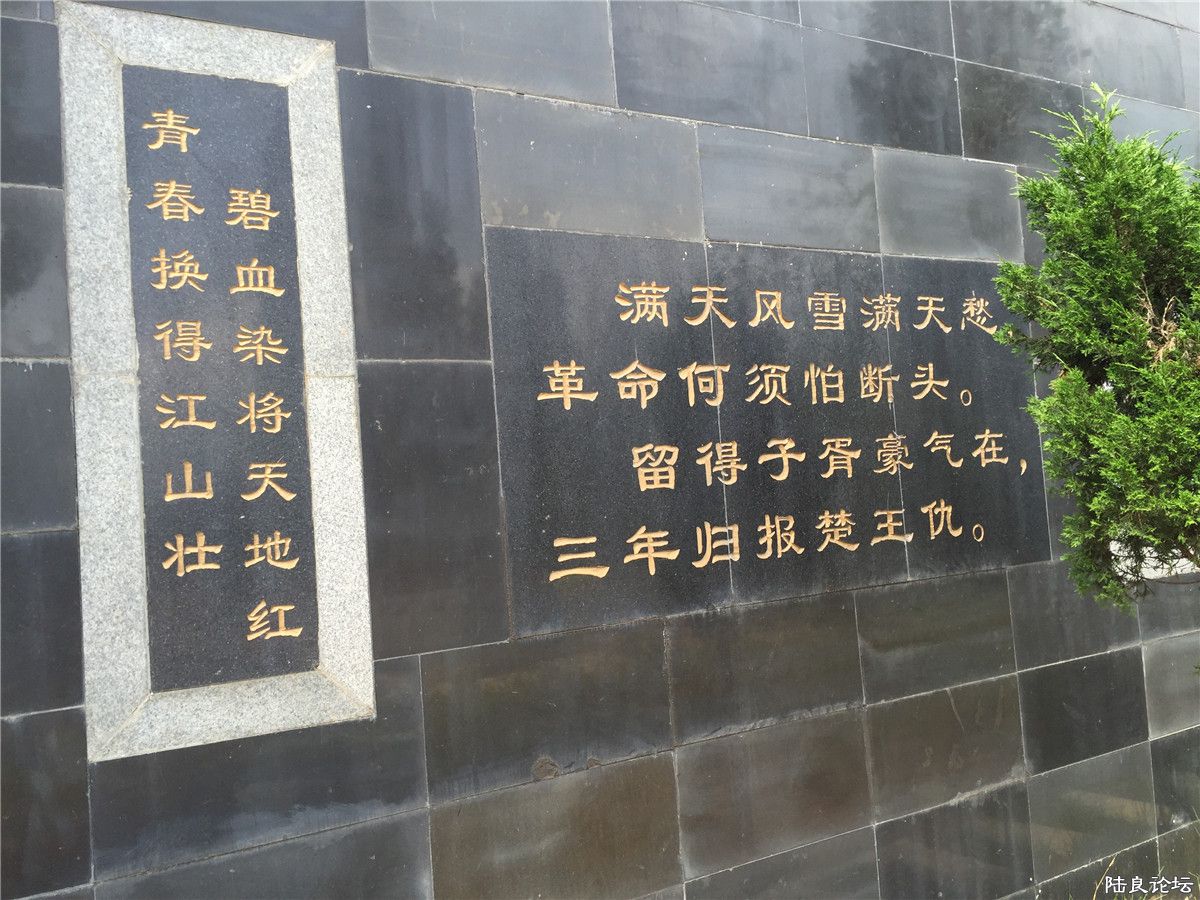 碧血染将天地红
青春换得江山壮
满天风雪满天愁
革命何须怕断头。
留得子胥豪气在,
三年归报楚王仇。
陆良论坛